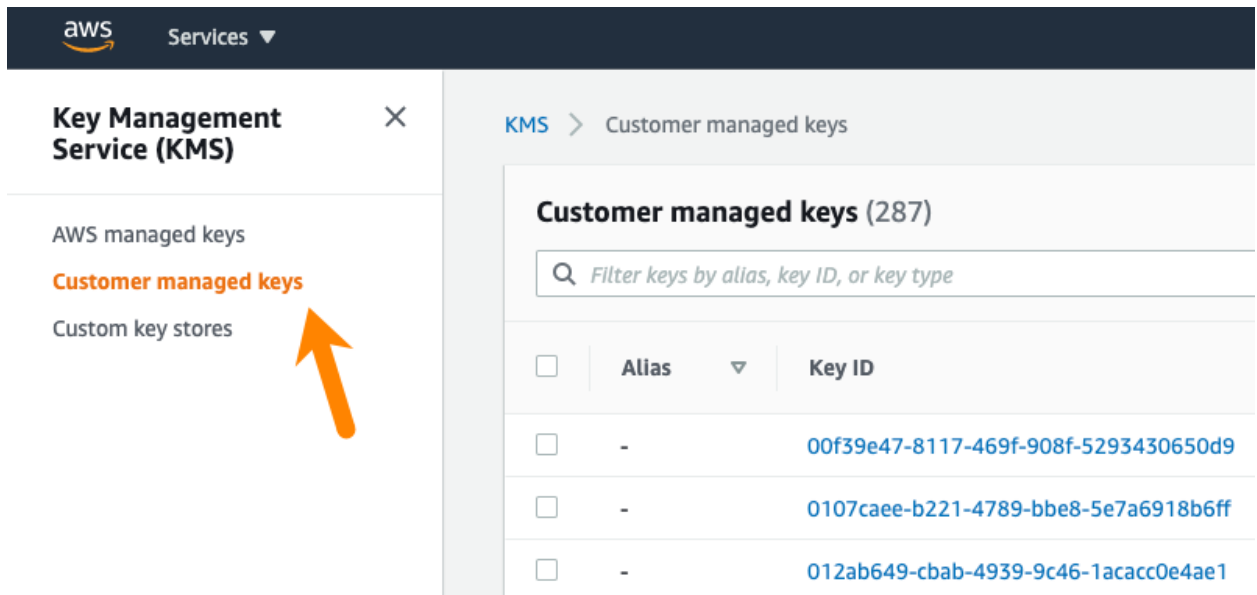 aws Services ▼
Key Management
Service (KMS)
AWS managed keys
Customer managed keys
Custom key stores
KMS > Customer managed keys
Customer managed keys (287)
Filter keys by alias, key ID, or key type
Alias Key ID
- 00f39e47-8117-469f-908f-5293430650d9
- 0107caee-b221-4789-bbe8-5e7a6918b6ff
- 012ab649-cbab-4939-9c46-1acacc0e4ae1